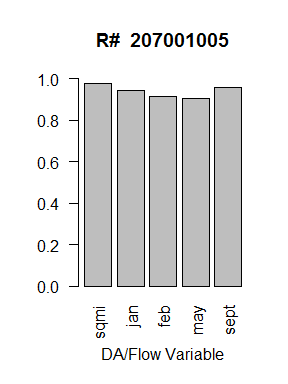 R#  207001005
1.0
0.8
0.6
0.4
0.2
0.0
sqmi
jan
feb
may
sept
DA/Flow Variable